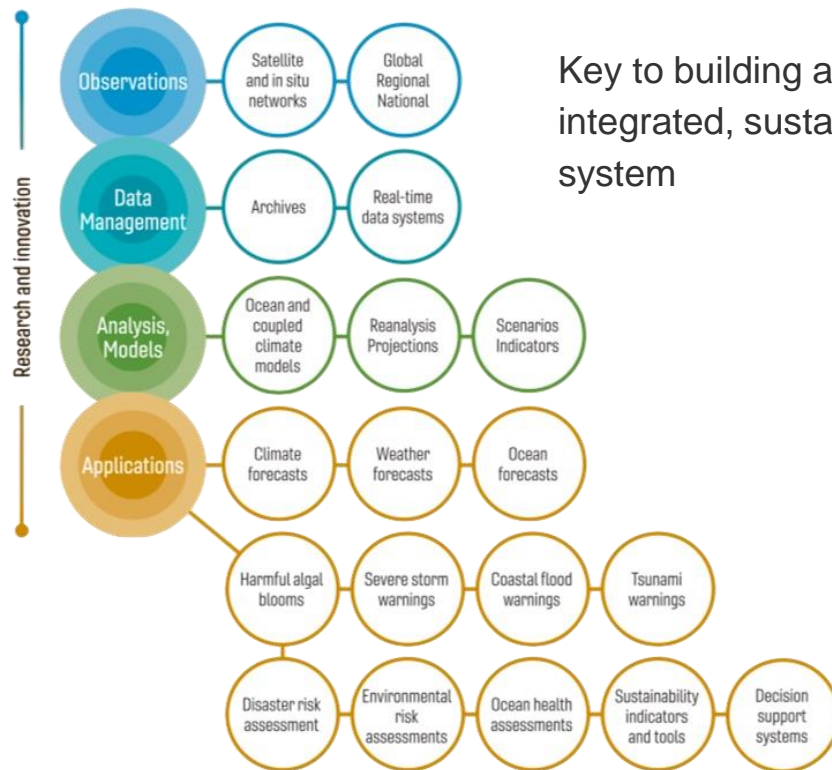 Key to building a
integrated, susta
system
Research and innovation
Observations
Satellite
and in situ
networks
Global
Regional
National
Data
Management
Archives
Real-time
data systems
Analysis,
Models
Ocean and
coupled
climate
models
Reanalysis
Projections
Scenarios
Indicators
Applications
Climate
forecasts
Weather
forecasts
Ocean
forecasts
Harmful algal
blooms
Severe storm
warnings
Coastal flood
warnings
Tsunami
warnings
Disaster risk
assessment
Environmental
risk
assessments
Ocean health
assessments
Sustainability
indicators
and tools
Decision
support
systems